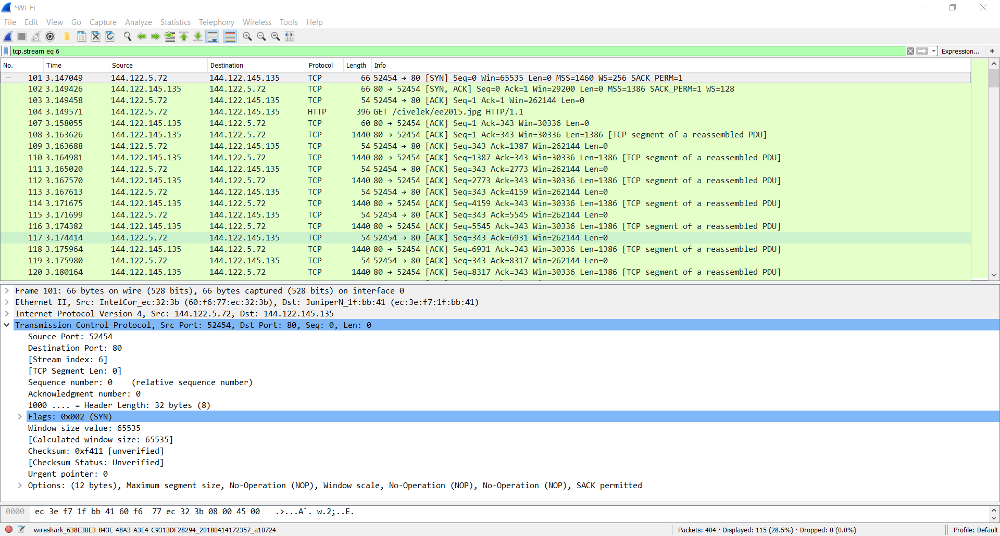 *Wi-Fi
File Edit View Go Capture Analyze Statistics Telephony Wireless Tools Help
tcp.stream eq 6 Expression... +
No. Time Source Destination Protocol Length Info
101 3.147049 144.122.5.72 144.122.145.135 TCP 66 52454 → 80 [SYN] Seq=0 Win=65535 Len=0 MSS=1460 WS=256 SACK_PERM=1
102 3.149426 144.122.145.135 144.122.5.72 TCP 66 80 → 52454 [SYN, ACK] Seq=0 Ack=1 Win=29200 Len=0 MSS=1386 SACK_PERM=1 WS=128
103 3.149458 144.122.5.72 144.122.145.135 TCP 54 52454 → 80 [ACK] Seq=1 Ack=1 Win=262144 Len=0
104 3.149571 144.122.5.72 144.122.145.135 HTTP 396 GET /civelek/ee2015.jpg HTTP/1.1
107 3.158055 144.122.145.135 144.122.5.72 TCP 60 80 → 52454 [ACK] Seq=1 Ack=343 Win=30336 Len=0
108 3.163626 144.122.145.135 144.122.5.72 TCP 1440 80 → 52454 [ACK] Seq=1 Ack=343 Win=30336 Len=1386 [TCP segment of a reassembled PDU]
109 3.163688 144.122.5.72 144.122.145.135 TCP 54 52454 → 80 [ACK] Seq=343 Ack=1387 Win=262144 Len=0
110 3.164981 144.122.145.135 144.122.5.72 TCP 1440 80 → 52454 [ACK] Seq=1387 Ack=343 Win=30336 Len=1386 [TCP segment of a reassembled PDU]
111 3.165020 144.122.5.72 144.122.145.135 TCP 54 52454 → 80 [ACK] Seq=343 Ack=2773 Win=262144 Len=0
112 3.167570 144.122.145.135 144.122.5.72 TCP 1440 80 → 52454 [ACK] Seq=2773 Ack=343 Win=30336 Len=1386 [TCP segment of a reassembled PDU]
113 3.167613 144.122.5.72 144.122.145.135 TCP 54 52454 → 80 [ACK] Seq=343 Ack=4159 Win=262144 Len=0
114 3.171675 144.122.145.135 144.122.5.72 TCP 1440 80 → 52454 [ACK] Seq=4159 Ack=343 Win=30336 Len=1386 [TCP segment of a reassembled PDU]
115 3.171699 144.122.5.72 144.122.145.135 TCP 54 52454 → 80 [ACK] Seq=343 Ack=5545 Win=262144 Len=0
116 3.174382 144.122.145.135 144.122.5.72 TCP 1440 80 → 52454 [ACK] Seq=5545 Ack=343 Win=30336 Len=1386 [TCP segment of a reassembled PDU]
117 3.174414 144.122.5.72 144.122.145.135 TCP 54 52454 → 80 [ACK] Seq=343 Ack=6931 Win=262144 Len=0
118 3.175964 144.122.145.135 144.122.5.72 TCP 1440 80 → 52454 [ACK] Seq=6931 Ack=343 Win=30336 Len=1386 [TCP segment of a reassembled PDU]
119 3.175980 144.122.5.72 144.122.145.135 TCP 54 52454 → 80 [ACK] Seq=343 Ack=8317 Win=262144 Len=0
120 3.180164 144.122.145.135 144.122.5.72 TCP 1440 80 → 52454 [ACK] Seq=8317 Ack=343 Win=30336 Len=1386 [TCP segment of a reassembled PDU]
Frame 101: 66 bytes on wire (528 bits), 66 bytes captured (528 bits) on interface 0
Ethernet II, Src: IntelCor_ec:32:3b (60:f6:77:ec:32:3b), Dst: JuniperN_1f:bb:41 (ec:3e:f7:1f:bb:41)
Internet Protocol Version 4, Src: 144.122.5.72, Dst: 144.122.145.135
Transmission Control Protocol, Src Port: 52454, Dst Port: 80, Seq: 0, Len: 0
Source Port: 52454
Destination Port: 80
[Stream index: 6]
[TCP Segment Len: 0]
Sequence number: 0 (relative sequence number)
Acknowledgment number: 0
1000 .... = Header Length: 32 bytes (8)
Flags: 0x002 (SYN)
Window size value: 65535
[Calculated window size: 65535]
Checksum: 0xf411 [unverified]
[Checksum Status: Unverified]
Urgent pointer: 0
Options: (12 bytes), Maximum segment size, No-Operation (NOP), Window scale, No-Operation (NOP), No-Operation (NOP), SACK permitted
0000 ec 3e f7 1f bb 41 60 f6 77 ec 32 3b 08 00 45 00 .>...A`. w.2;..E.
wireshark_638E3BE3-843E-48A3-A3E4-C9313DF28294_20180414172357_a10724 Packets: 404 · Displayed: 115 (28.5%) · Dropped: 0 (0.0%) Profile: Default